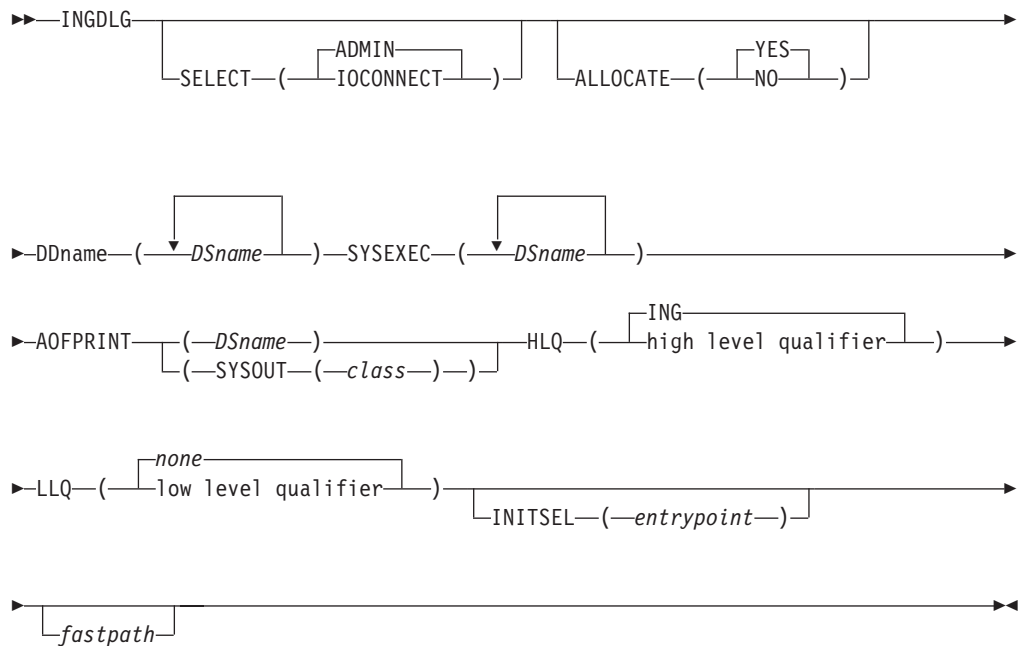 INGDLG
ADMIN
SELECT ( IOCONNECT )
YES
ALLOCATE ( NO )
DDname ( DSname ) SYSEXEC ( DSname )
AOFPRINT ( DSname )
( SYSOUT ( class ) )
ING
HLQ ( high level qualifier )
none
LLQ ( low level qualifier )
INITSEL ( entrypoint )
fastpath